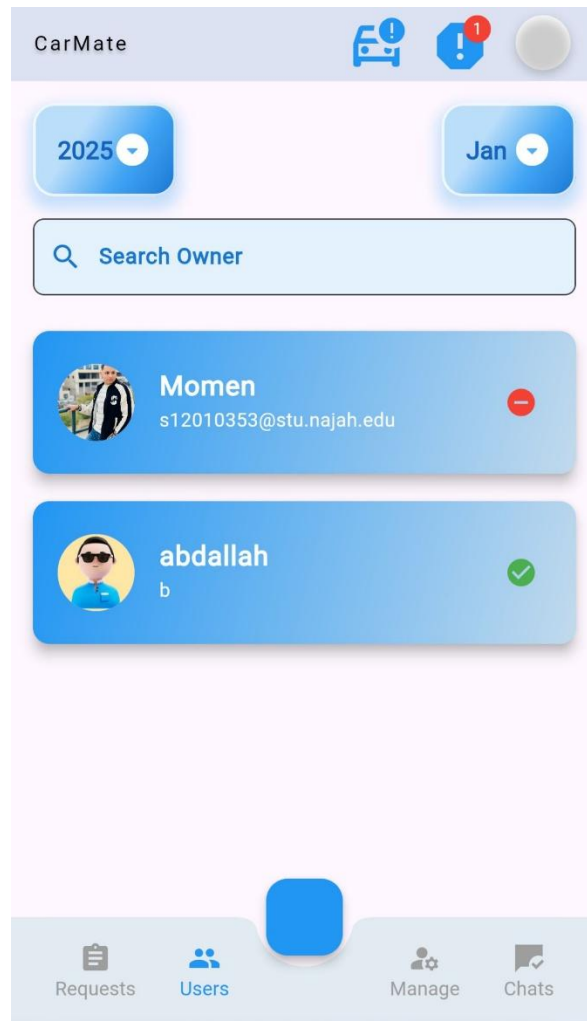 CarMate
1
2025
Jan
Search Owner
Momen
s12010353@stu.najah.edu
abdallah
b
Requests
Users
Manage
Chats